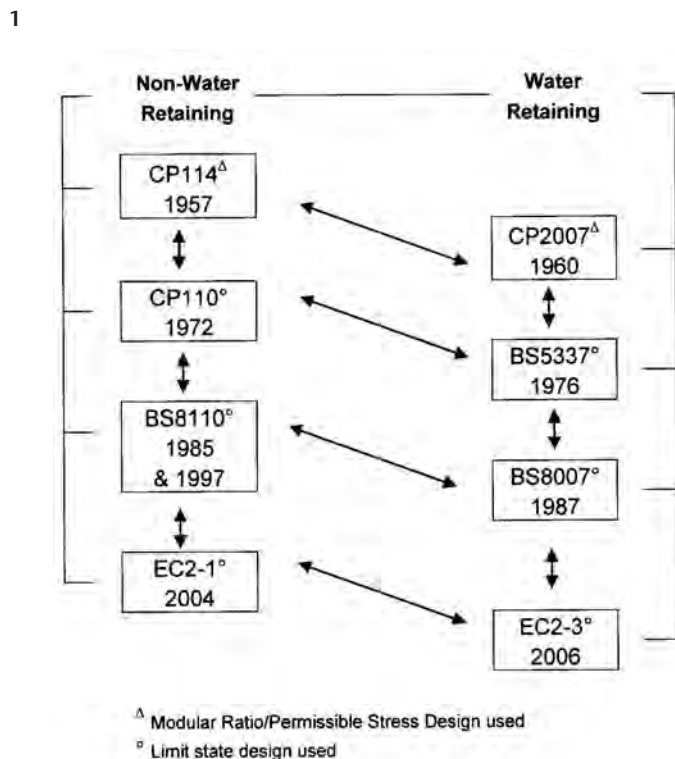 1
Non-Water
Retaining
Water
Retaining
CP114Δ
1957
CP2007Δ
1960
CP110°
1972
BS5337°
1976
BS8110°
1985
& 1997
BS8007°
1987
EC2-1°
2004
EC2-3°
2006
Δ Modular Ratio/Permissible Stress Design used
° Limit state design used